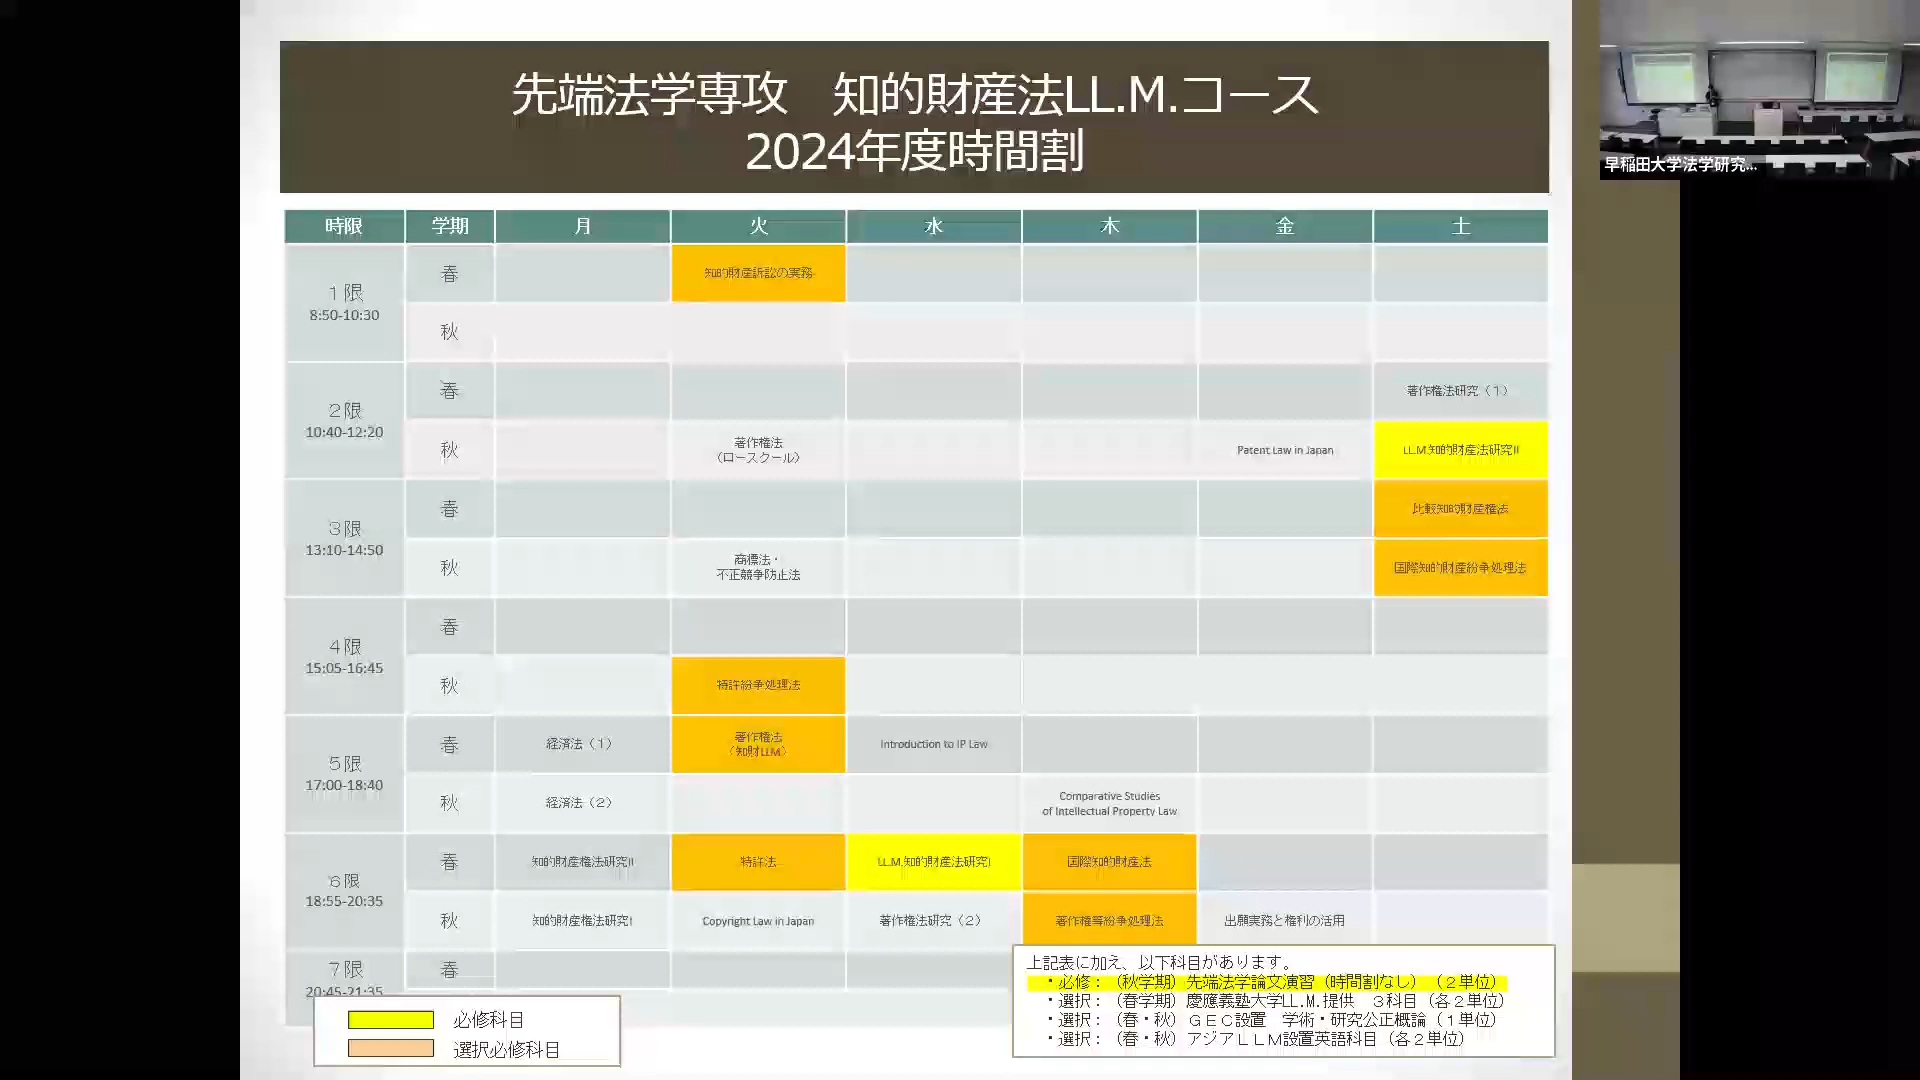 先端法学専攻　知的財産法LL.M.コース
2024年度時間割
早稲田大学法学研究...
時限 学期 月 火 水 木 金 土
１限
8:50-10:30
春 知的財産訴訟の実務
秋
２限
10:40-12:20
春 著作権法研究（１）
秋 著作権法
（ロースクール）
Patent Law in Japan
LL.M.知的財産法研究II
３限
13:10-14:50
春 比較知的財産権法
秋 商標法・
不正競争防止法
国際知的財産紛争処理法
４限
15:05-16:45
春
秋 特許紛争処理法
５限
17:00-18:40
春 経済法（１）
著作権法
（知財LLM）
Introduction to IP Law
秋 経済法（２）
Comparative Studies
of Intellectual Property Law
６限
18:55-20:35
春 知的財産権法研究II 特許法 LL.M.知的財産法研究I 国際知的財産法
秋 知的財産権法研究I Copyright Law in Japan 著作権法研究（２） 著作権等紛争処理法 出願実務と権利の活用
７限
20:45-21:35
春
必修科目
選択必修科目
上記表に加え、以下科目があります。
・必修：（秋学期）先端法学論文演習（時間割なし）（２単位）
・選択：（春学期）慶應義塾大学LL.M.提供　３科目（各２単位）
・選択：（春・秋）ＧＥＣ設置　学術・研究公正概論（１単位）
・選択：（春・秋）アジアＬＬＭ設置英語科目（各２単位）